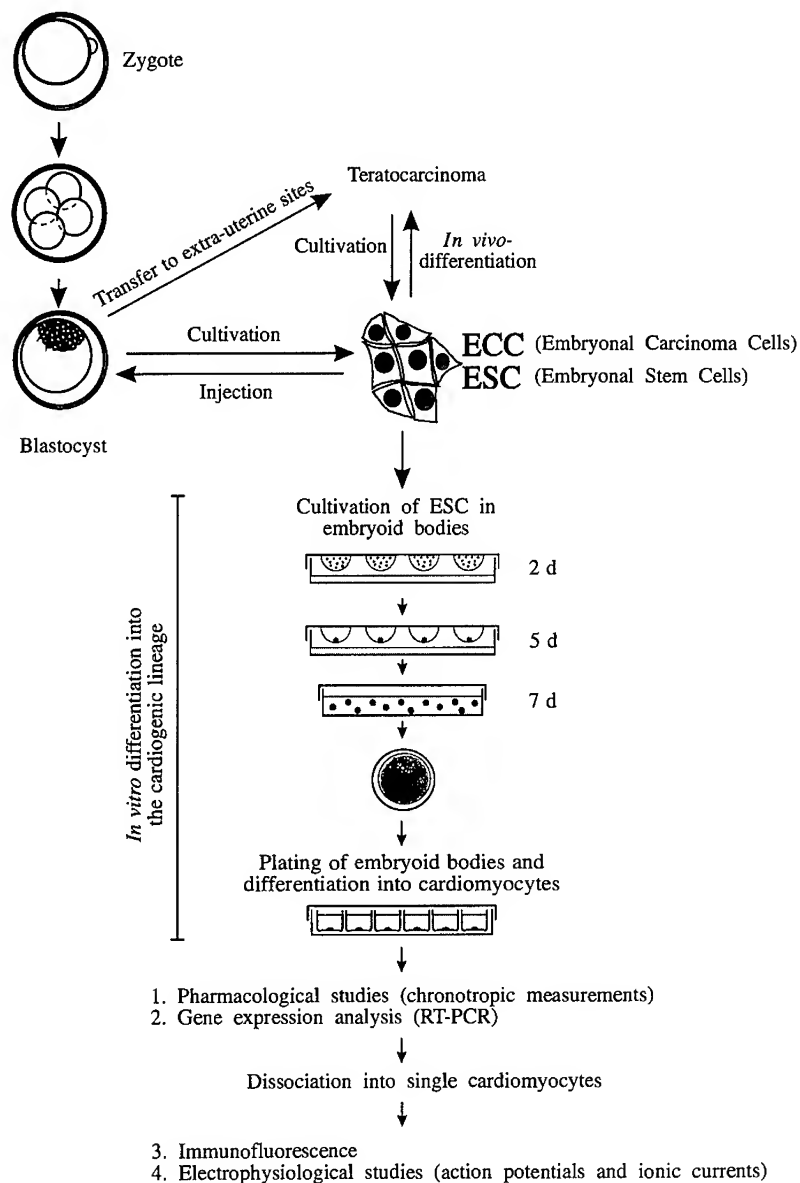 Zygote
Teratocarcinoma
Transfer to extra-uterine sites
Cultivation
In vivo-
differentiation
Cultivation
Injection
ECC (Embryonal Carcinoma Cells)
ESC (Embryonal Stem Cells)
Blastocyst
Cultivation of ESC in
embryoid bodies
2 d
5 d
7 d
In vitro differentiation into
the cardiogenic lineage
Plating of embryoid bodies and
differentiation into cardiomyocytes
1. Pharmacological studies (chronotropic measurements)
2. Gene expression analysis (RT-PCR)
Dissociation into single cardiomyocytes
3. Immunofluorescence
4. Electrophysiological studies (action potentials and ionic currents)